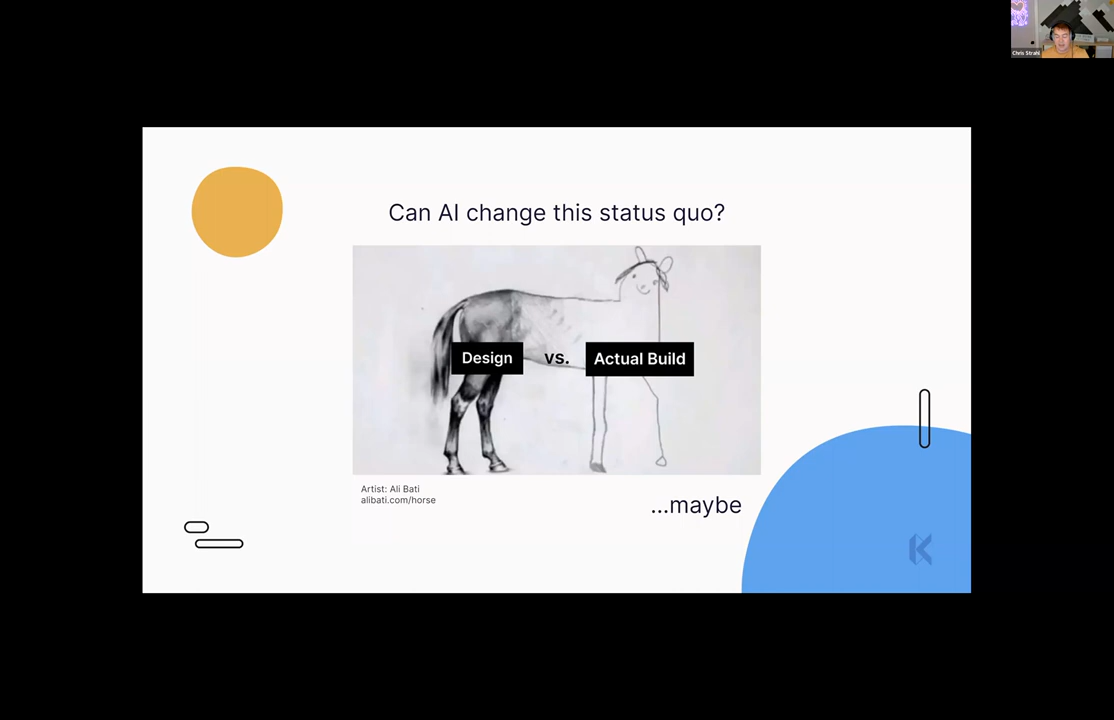 Chris Strahl
Can AI change this status quo?
Design vs. Actual Build
Artist: Ali Bati
alibati.com/horse
...maybe